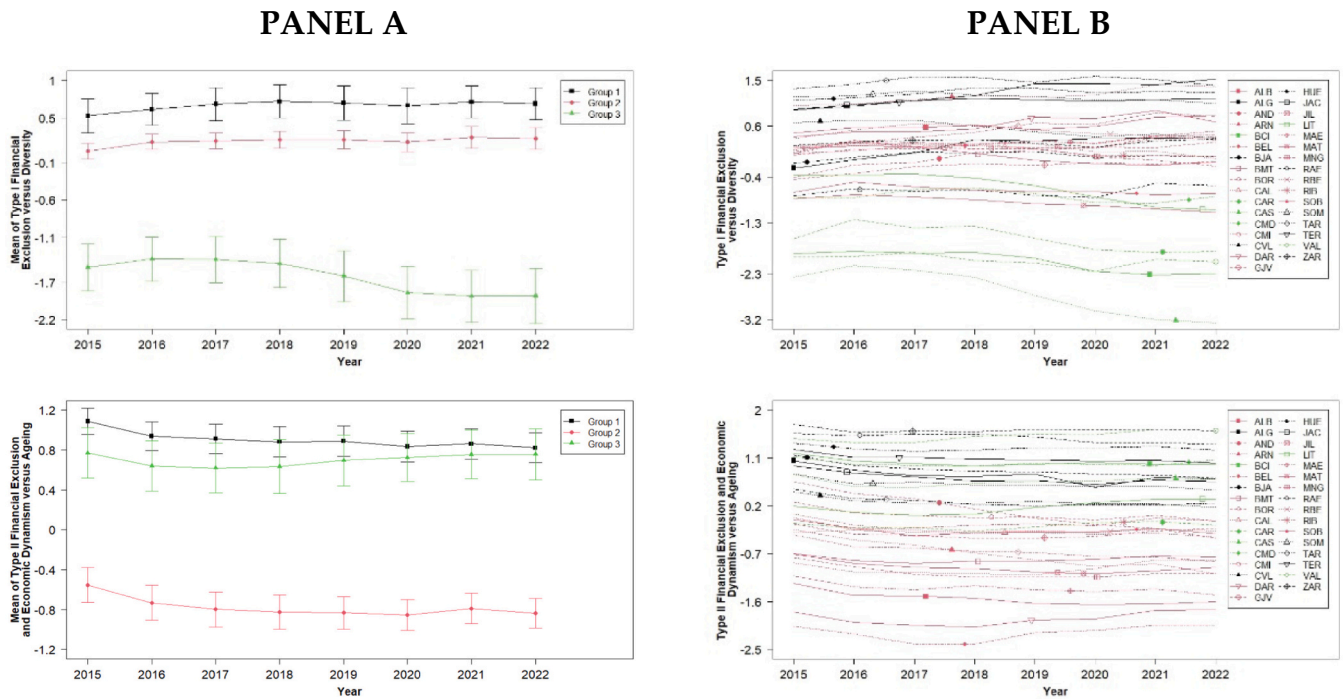 PANEL A
PANEL B
Mean of Type I Financial
Exclusion versus Diversity
1
0.5
-0.1
-0.6
-1.1
-1.7
-2.2
2015 2016 2017 2018 2019 2020 2021 2022
Year
Group 1
Group 2
Group 3
Type I Financial Exclusion
versus Diversity
1.5
0.6
-0.4
-1.3
-2.3
-3.2
2015 2016 2017 2018 2019 2020 2021 2022
Year
ALB HUE
ALG JAC
AND JIL
ARN LIT
BCI MAE
BEL MAT
BJA MNG
BMT RAE
BOR RBE
CAL RIB
CAR SOB
CAS SOM
CMD TAR
CMI TER
CVL VAL
DAR ZAR
GJV
Mean of Type II Financial Exclusion
and Economic Dynamism versus Ageing
1.2
0.8
0.4
0
-0.4
-0.8
-1.2
2015 2016 2017 2018 2019 2020 2021 2022
Year
Group 1
Group 2
Group 3
Type II Financial Exclusion and Economic
Dynamism versus Ageing
2
1.1
0.2
-0.7
-1.6
-2.5
2015 2016 2017 2018 2019 2020 2021 2022
Year
ALB HUE
ALG JAC
AND JIL
ARN LIT
BCI MAE
BEL MAT
BJA MNG
BMT RAE
BOR RBE
CAL RIB
CAR SOB
CAS SOM
CMD TAR
CMI TER
CVL VAL
DAR ZAR
GJV